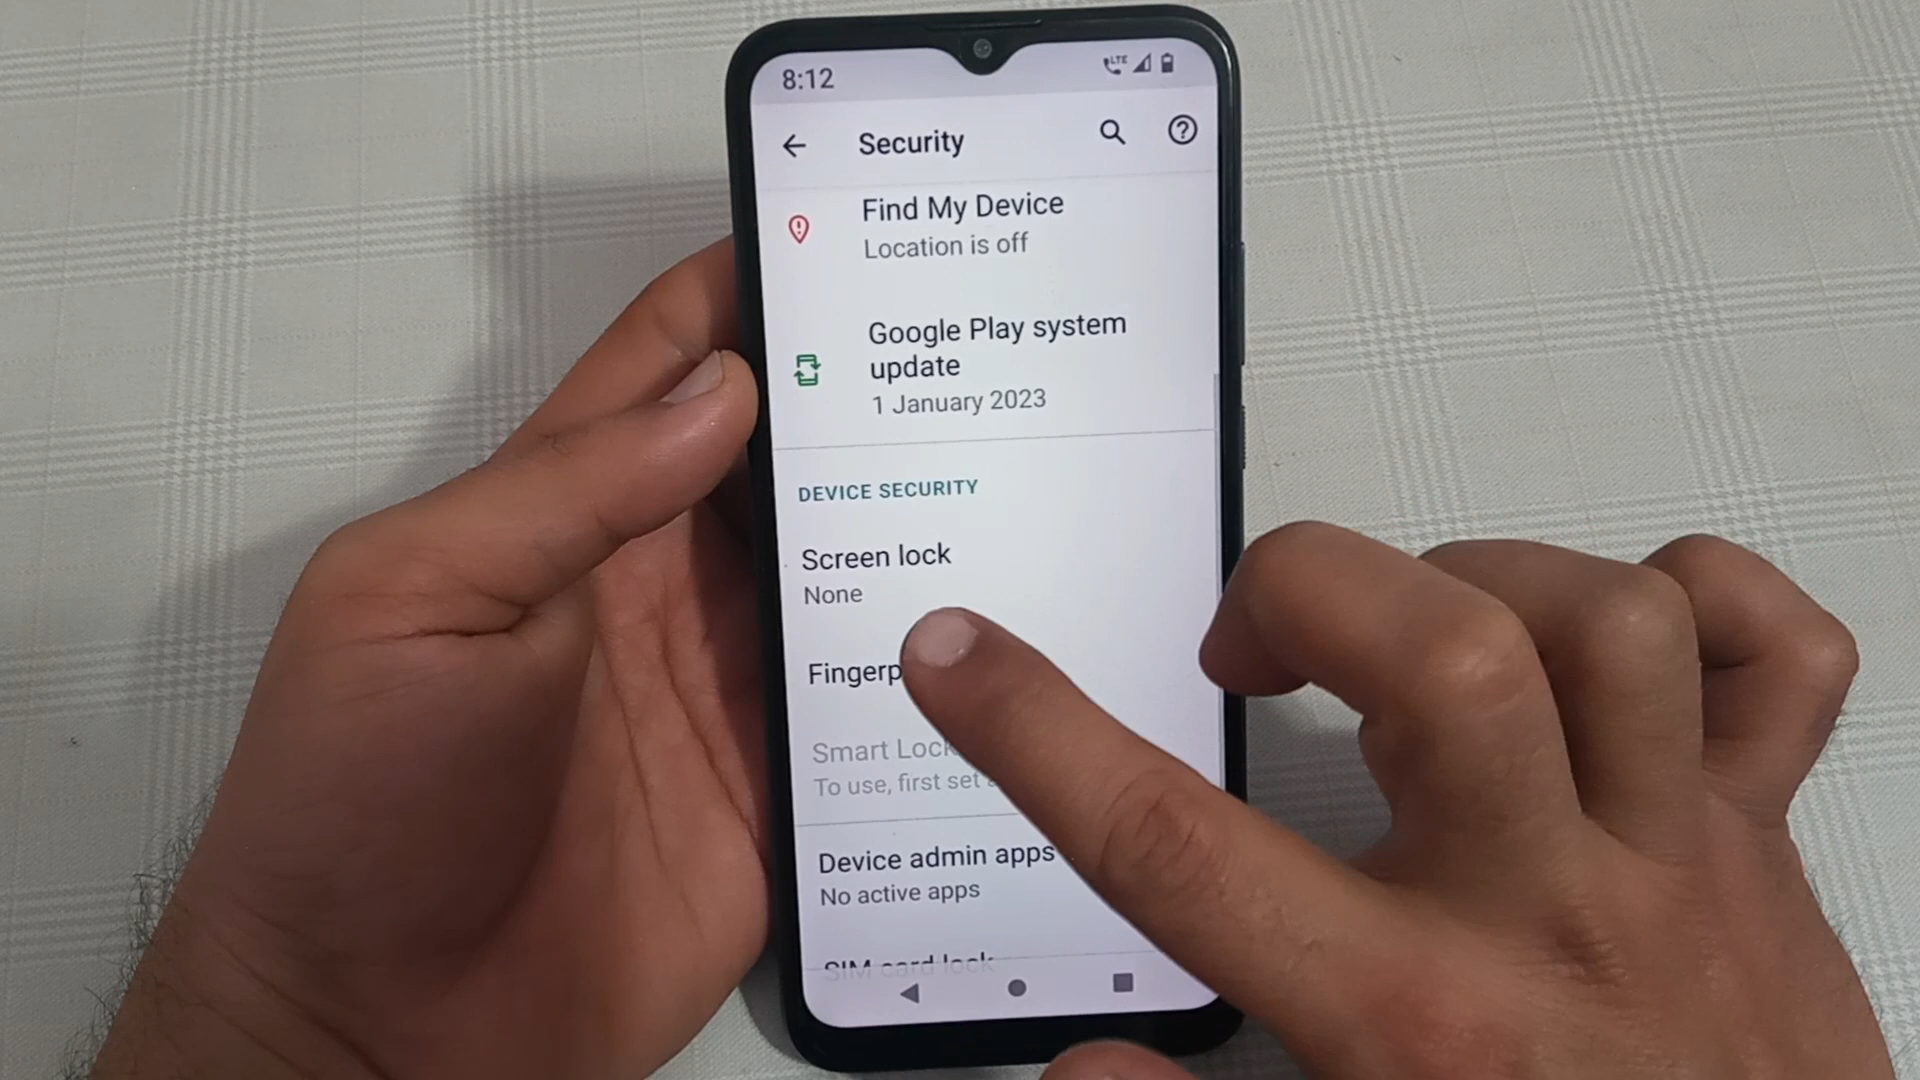 8:12
LTE
Security
Find My Device
Location is off
Google Play system
update
1 January 2023
DEVICE SECURITY
Screen lock
None
Fingerp
Smart Lock
To use, first set
Device admin apps
No active apps
SIM card lock